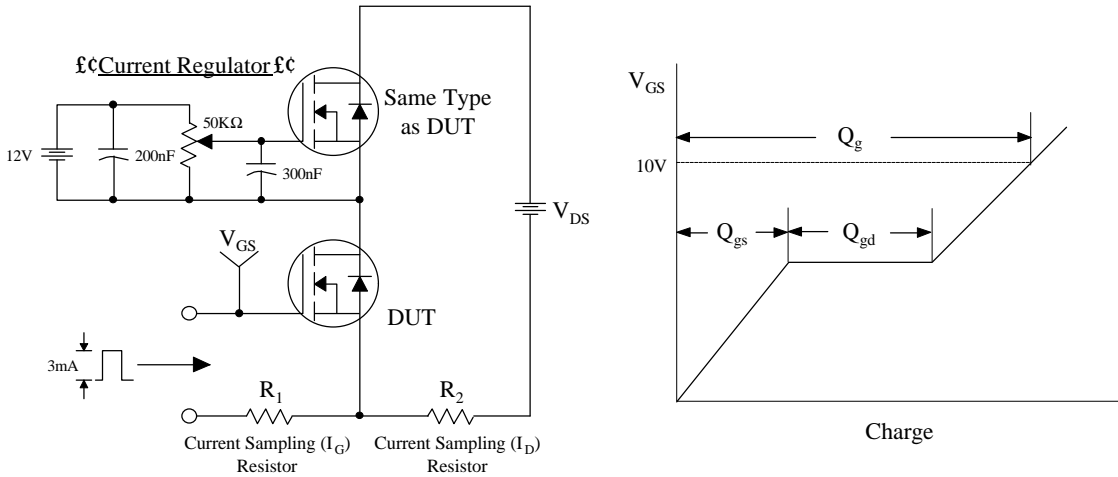 ££¢Current Regulator££¢
50KΩ
12V
200nF
300nF
Same Type
as DUT
V_DS
V_GS
DUT
3mA
R_1
R_2
Current Sampling (I_G)
Resistor
Current Sampling (I_D)
Resistor
V_GS
Q_g
10V
Q_gs
Q_gd
Charge